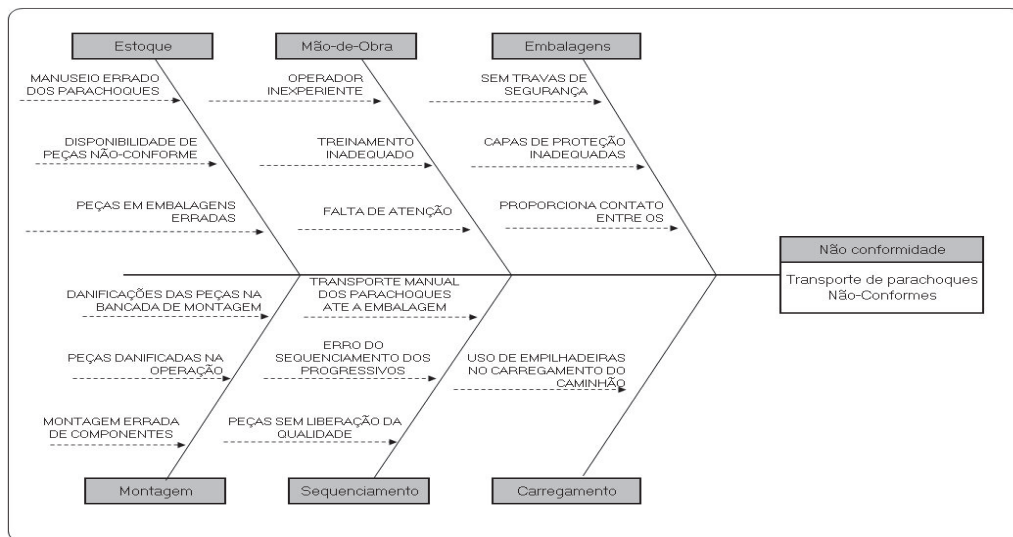 Estoque
Mão-de-Obra
Embalagens
MANUSEIO ERRADO
DOS PARACHOQUES
OPERADOR
INEXPERIENTE
SEM TRAVAS DE
SEGURANÇA
DISPONIBILIDADE DE
PEÇAS NÃO-CONFORME
TREINAMENTO
INADEQUADO
CAPAS DE PROTEÇÃO
INADEQUADAS
PEÇAS EM EMBALAGENS
ERRADAS
FALTA DE ATENÇÃO
PROPORCIONA CONTATO
ENTRE OS
Não conformidade
Transporte de parachoques
Não-Conformes
DANIFICAÇÕES DAS PEÇAS NA
BANCADA DE MONTAGEM
TRANSPORTE MANUAL
DOS PARACHOQUES
ATE A EMBALAGEM
PEÇAS DANIFICADAS NA
OPERAÇÃO
ERRO DO
SEQUENCIAMENTO DOS
PROGRESSIVOS
USO DE EMPILHADEIRAS
NO CARREGAMENTO DO
CAMINHÃO
MONTAGEM ERRADA
DE COMPONENTES
PEÇAS SEM LIBERAÇÃO DA
QUALIDADE
Montagem
Sequenciamento
Carregamento